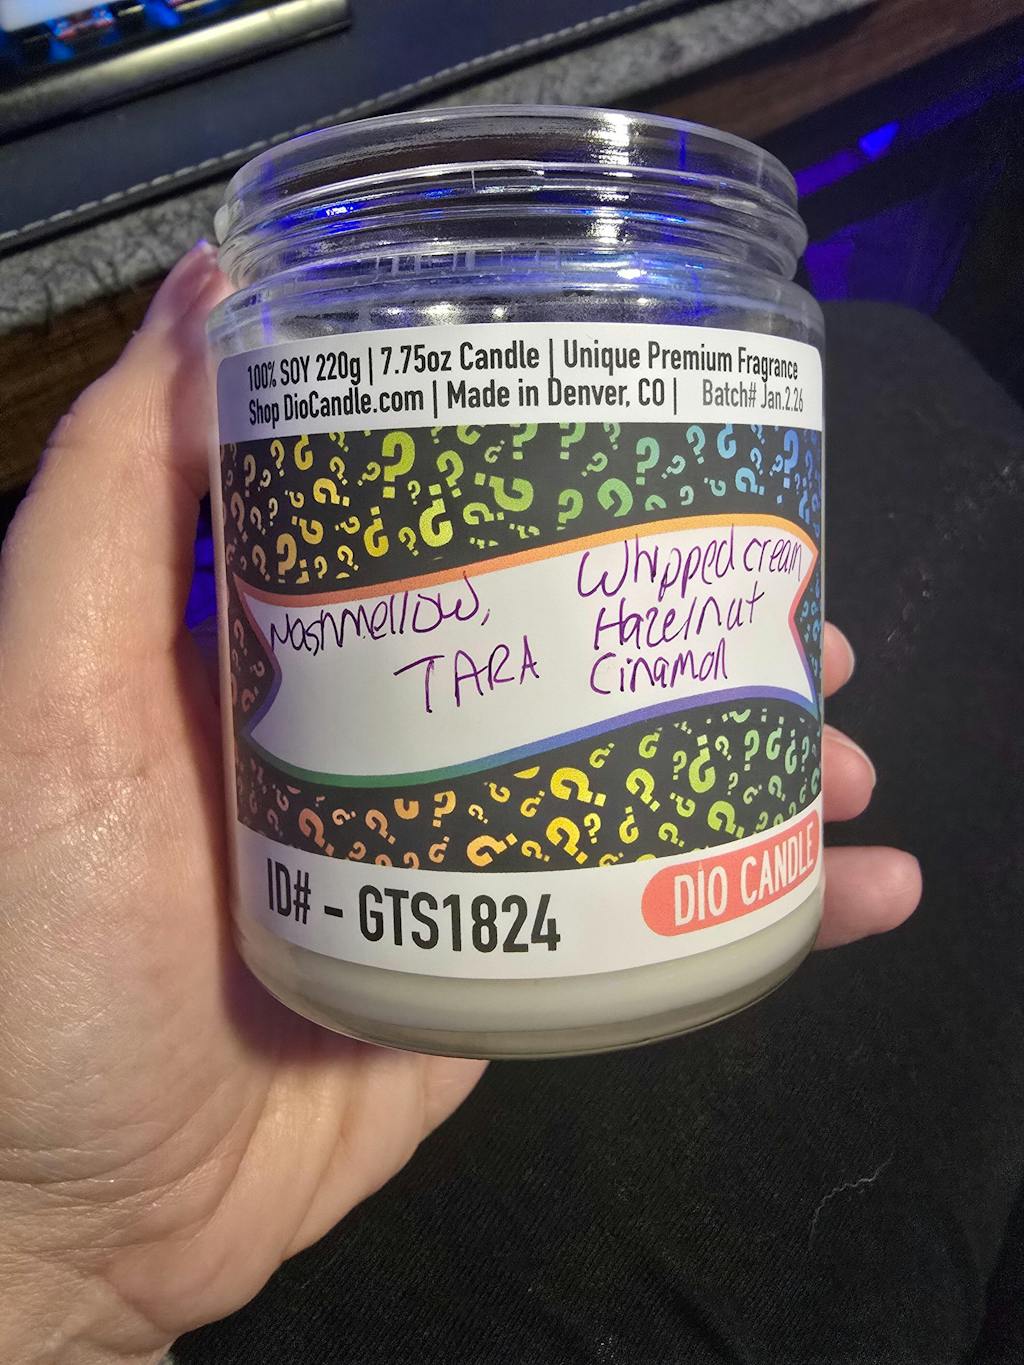 100% SOY 220g | 7.75oz Candle | Unique Premium Fragrance
Shop DioCandle.com | Made in Denver, CO | Batch# Jan.2.26
Whipped cream
Mashmellow, Hazelnut
TARA Cinamon
ID# - GTS1824
DIO CANDLE